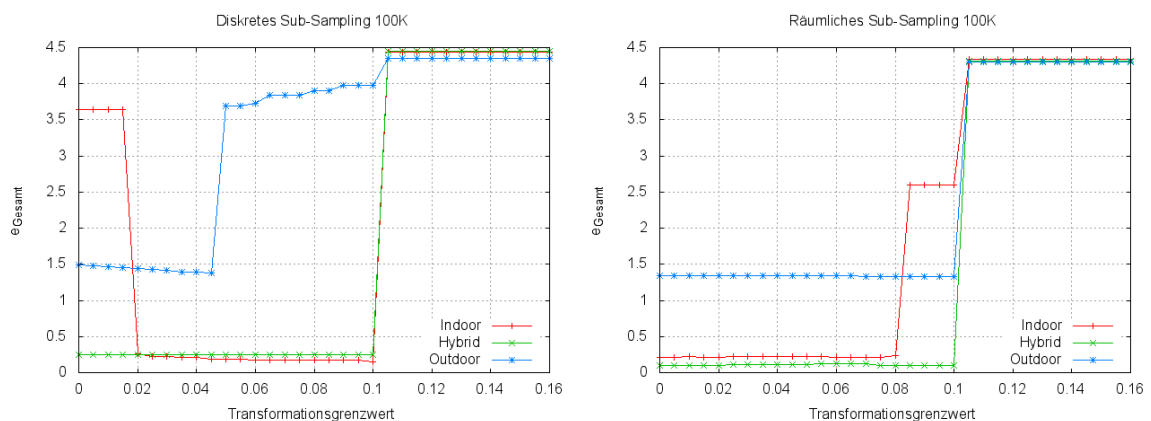 Diskretes Sub-Sampling 100K
4.5
4
3.5
3
2.5
2
1.5
1
0.5
0
eGesamt
Indoor
Hybrid
Outdoor
0 0.02 0.04 0.06 0.08 0.1 0.12 0.14 0.16
Transformationsgrenzwert
Räumliches Sub-Sampling 100K
4.5
4
3.5
3
2.5
2
1.5
1
0.5
0
eGesamt
Indoor
Hybrid
Outdoor
0 0.02 0.04 0.06 0.08 0.1 0.12 0.14 0.16
Transformationsgrenzwert